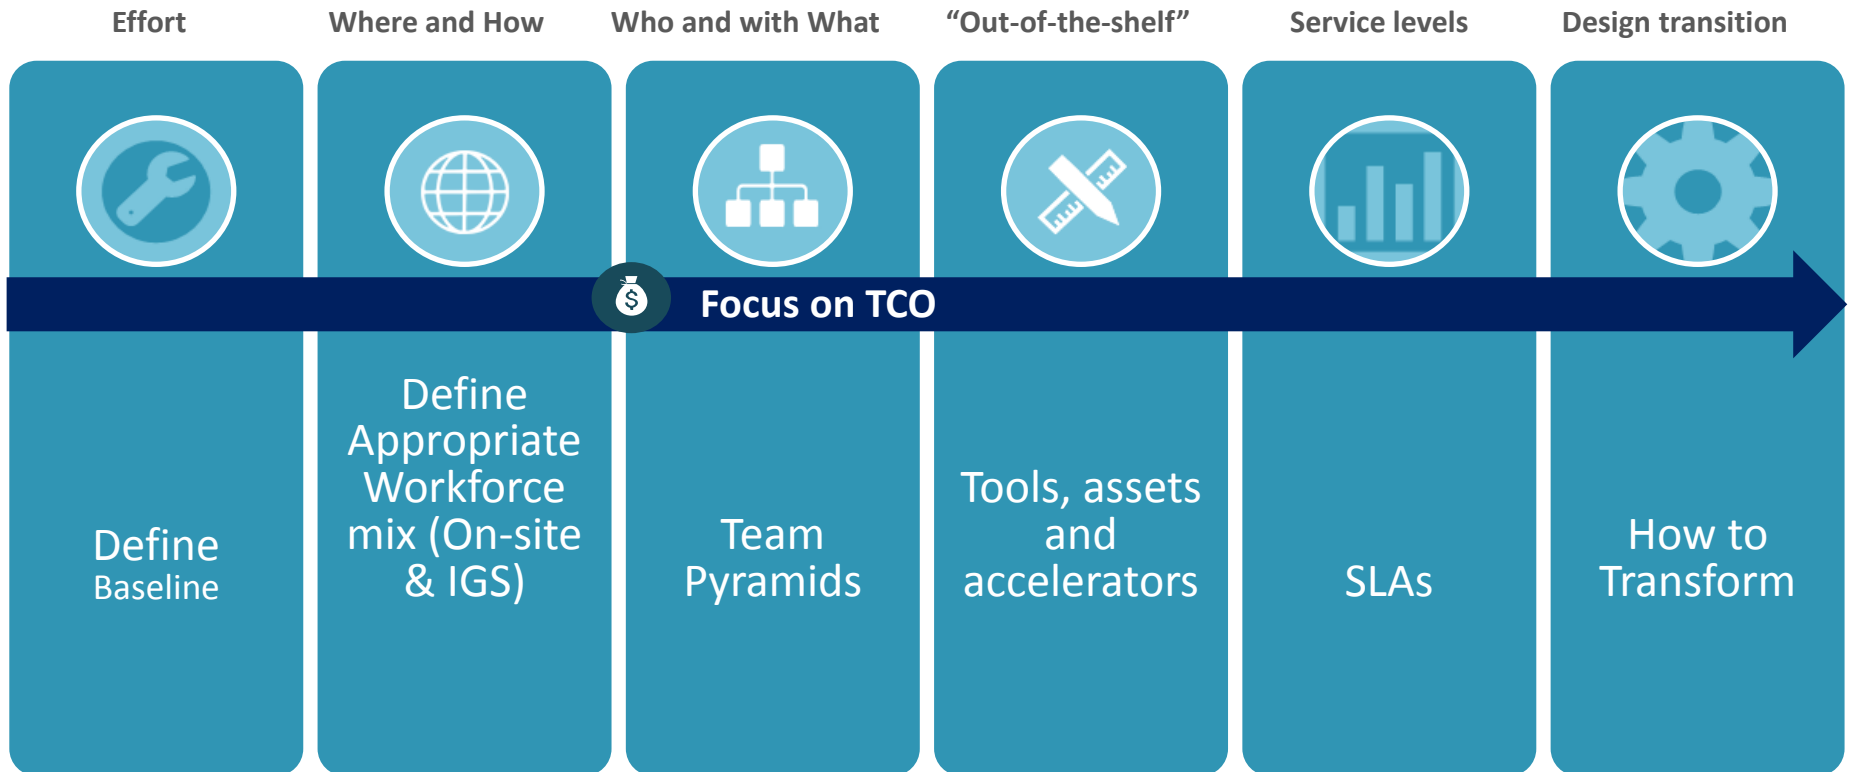 Effort
Where and How
Who and with What
“Out-of-the-shelf”
Service levels
Design transition
$
Focus on TCO
Define
Baseline
Define
Appropriate
Workforce
mix (On-site
& IGS)
Team
Pyramids
Tools, assets
and
accelerators
SLAs
How to
Transform